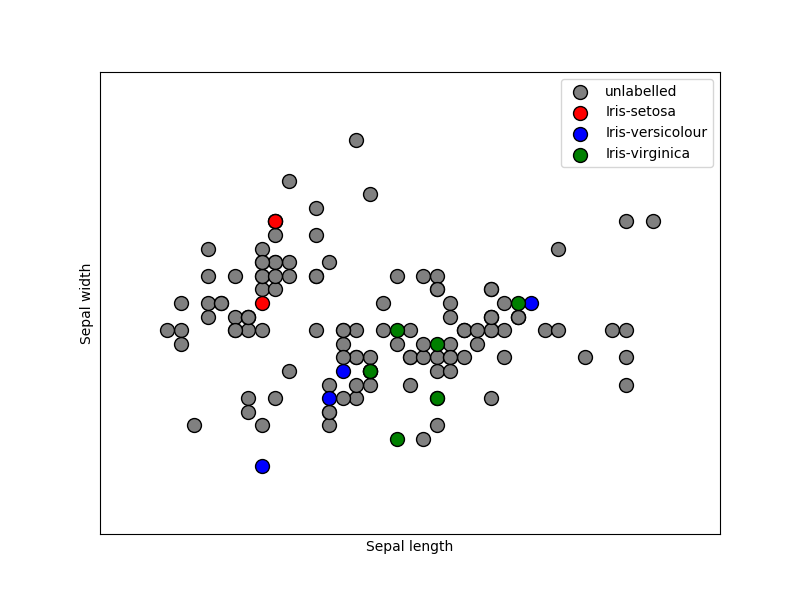 unlabelled
Iris-setosa
Iris-versicolour
Iris-virginica
Sepal width
Sepal length